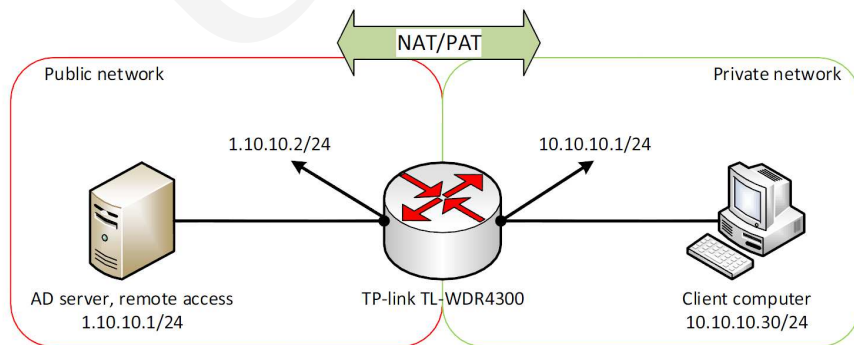 NAT/PAT
Public network
Private network
1.10.10.2/24
10.10.10.1/24
AD server, remote access
1.10.10.1/24
TP-link TL-WDR4300
Client computer
10.10.10.30/24